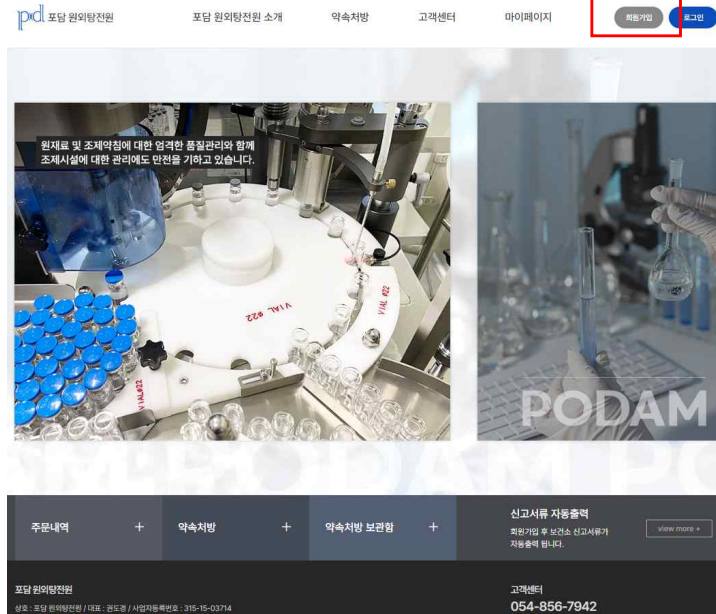 pdl 포담 원외탕전원
포담 원외탕전원 소개
약속처방
고객센터
마이페이지
회원가입
로그인
원재료 및 조제약침에 대한 엄격한 품질관리와 함께
조제시설에 대한 관리에도 만전을 기하고 있습니다.
VIAL ø22
VIAL ø22
VIALø22
PODAM
PODAM
주문내역 +
약속처방 +
약속처방 보관함 +
신고서류 자동출력
회원가입 후 보건소 신고서류가
자동출력 됩니다.
view more +
포담 원외탕전원
상호 : 포담 원외탕전원 / 대표 : 권도경 / 사업자등록번호 : 315-15-03714
고객센터
054-856-7942